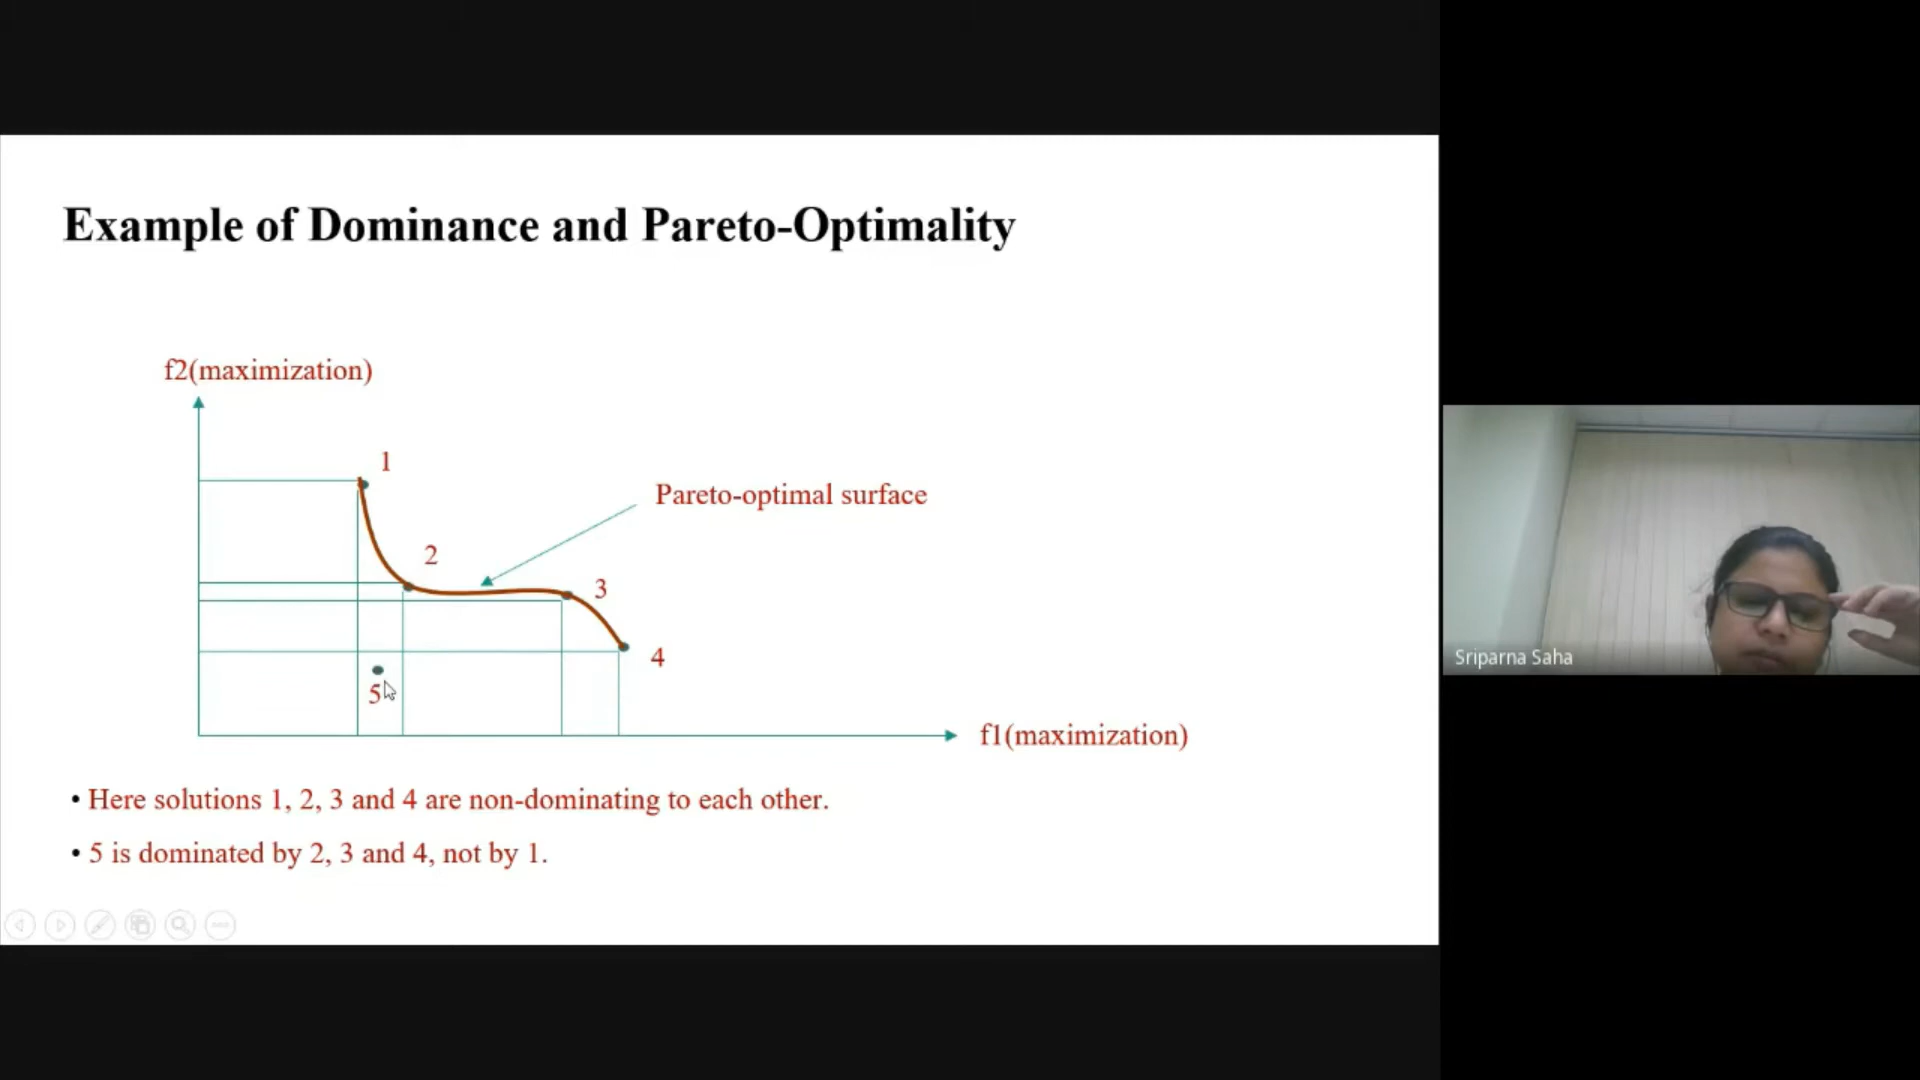 Example of Dominance and Pareto-Optimality
f2(maximization)
1
Pareto-optimal surface
2
3
4
5
f1(maximization)
• Here solutions 1, 2, 3 and 4 are non-dominating to each other.
• 5 is dominated by 2, 3 and 4, not by 1.
Sriparna Saha